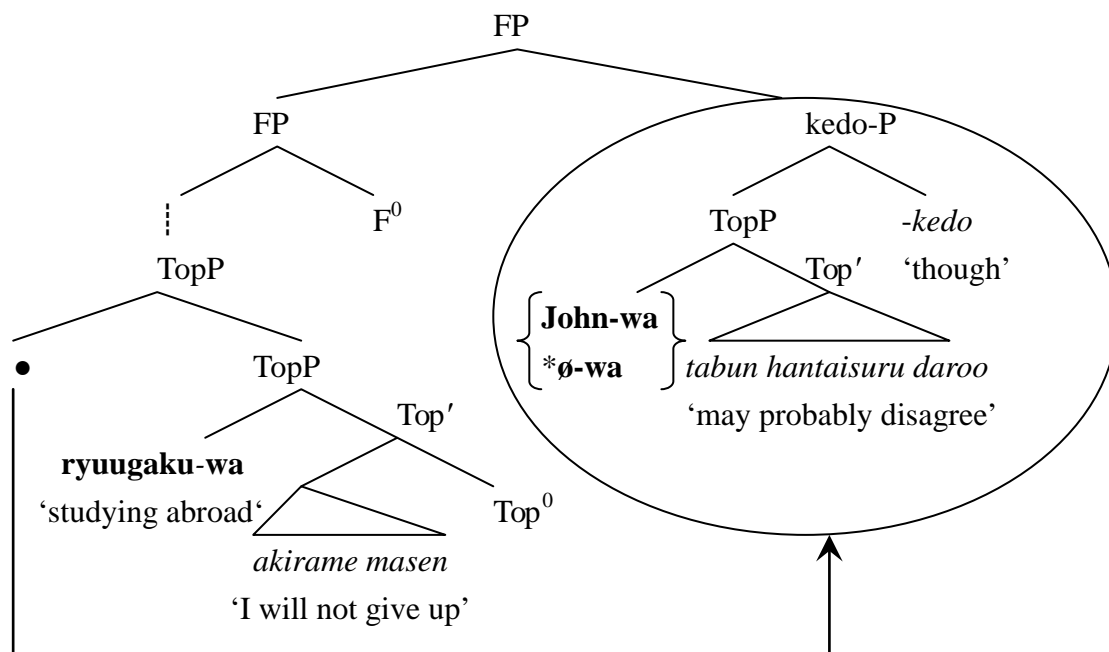 FP
FP kedo-P
F⁰ TopP -kedo
TopP Top′ ‘though’
John-wa
• TopP *ø-wa tabun hantaisuru daroo
Top′ ‘may probably disagree’
ryuugaku-wa
‘studying abroad‘ Top⁰
akirame masen
‘I will not give up’